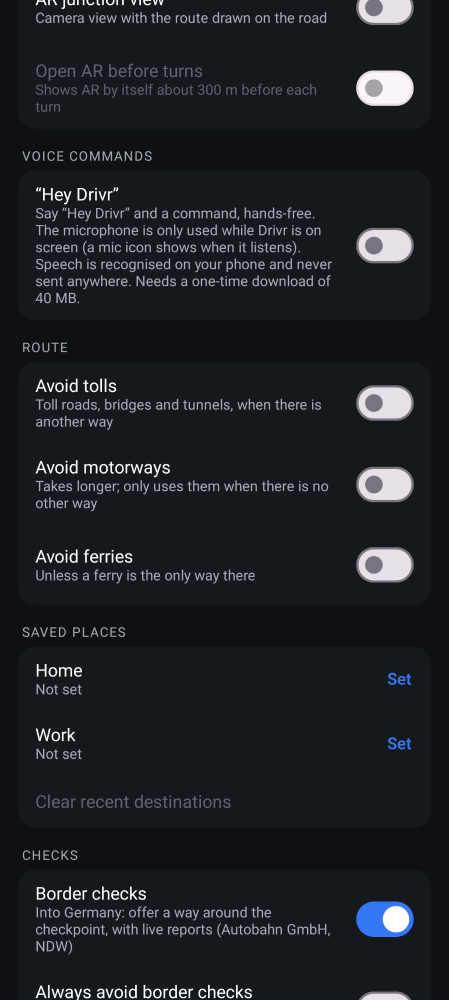 AR junction view
Camera view with the route drawn on the road
Open AR before turns
Shows AR by itself about 300 m before each
turn
VOICE COMMANDS
“Hey Drivr”
Say “Hey Drivr” and a command, hands-free.
The microphone is only used while Drivr is on
screen (a mic icon shows when it listens).
Speech is recognised on your phone and never
sent anywhere. Needs a one-time download of
40 MB.
ROUTE
Avoid tolls
Toll roads, bridges and tunnels, when there is
another way
Avoid motorways
Takes longer; only uses them when there is no
other way
Avoid ferries
Unless a ferry is the only way there
SAVED PLACES
Home
Not set
Set
Work
Not set
Set
Clear recent destinations
CHECKS
Border checks
Into Germany: offer a way around the
checkpoint, with live reports (Autobahn GmbH,
NDW)
Always avoid border checks